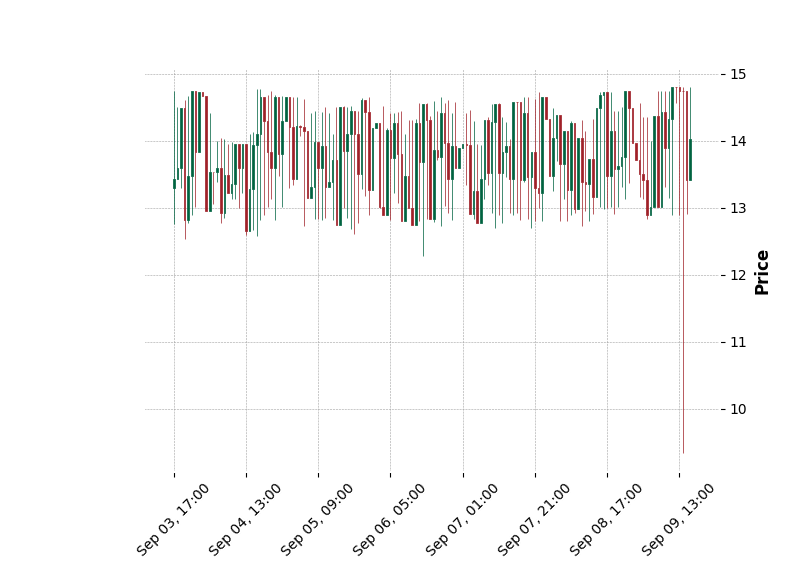 15
14
13
12
11
10
Price
Sep 03, 17:00
Sep 04, 13:00
Sep 05, 09:00
Sep 06, 05:00
Sep 07, 01:00
Sep 07, 21:00
Sep 08, 17:00
Sep 09, 13:00